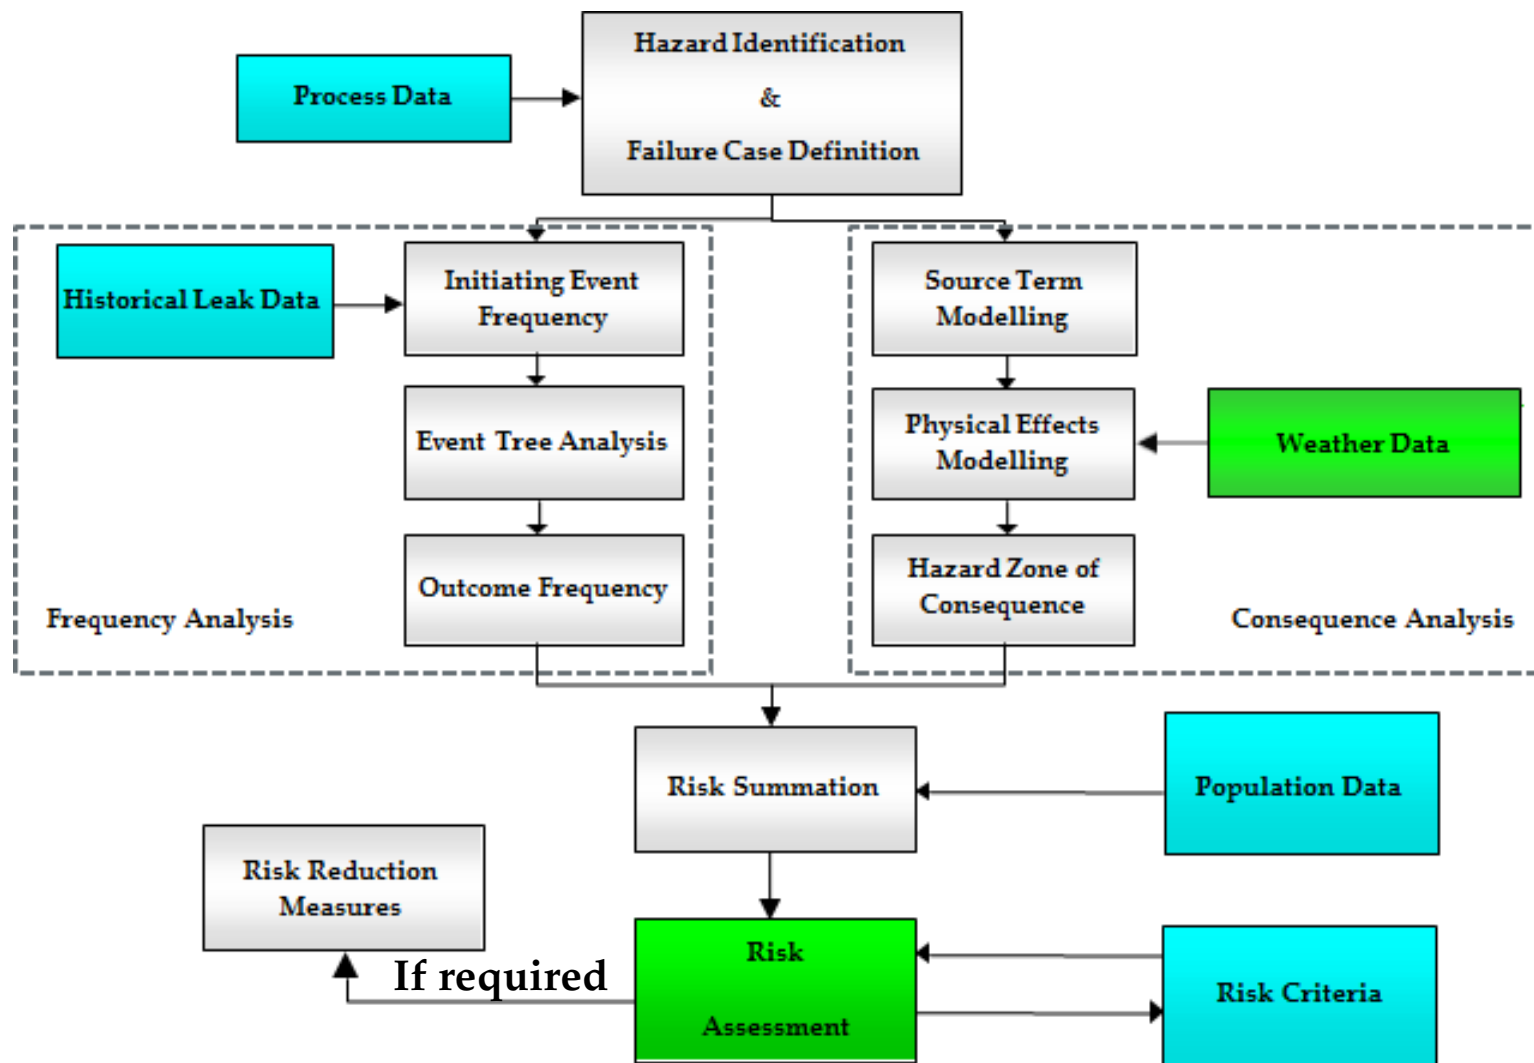 Hazard Identification
&
Failure Case Definition
Process Data
Historical Leak Data
Initiating Event
Frequency
Event Tree Analysis
Outcome Frequency
Frequency Analysis
Source Term
Modelling
Physical Effects
Modelling
Weather Data
Hazard Zone of
Consequence
Consequence Analysis
Risk Summation
Population Data
Risk Reduction
Measures
If required
Risk
Assessment
Risk Criteria